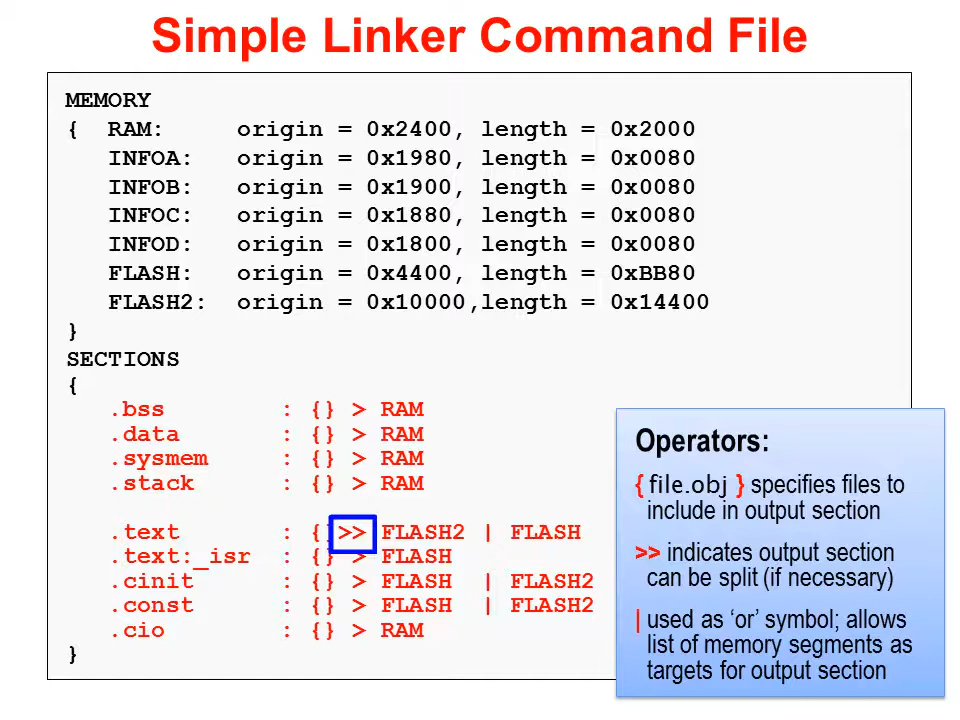 Simple Linker Command File
MEMORY
{ RAM: origin = 0x2400, length = 0x2000
INFOA: origin = 0x1980, length = 0x0080
INFOB: origin = 0x1900, length = 0x0080
INFOC: origin = 0x1880, length = 0x0080
INFOD: origin = 0x1800, length = 0x0080
FLASH: origin = 0x4400, length = 0xBB80
FLASH2: origin = 0x10000,length = 0x14400
}
SECTIONS
{
.bss : {} > RAM
.data : {} > RAM
.sysmem : {} > RAM
.stack : {} > RAM
.text : {}>> FLASH2 | FLASH
.text:_isr : {} > FLASH
.cinit : {} > FLASH | FLASH2
.const : {} > FLASH | FLASH2
.cio : {} > RAM
}
Operators:
{ file.obj } specifies files to
include in output section
>> indicates output section
can be split (if necessary)
| used as ‘or’ symbol; allows
list of memory segments as
targets for output section